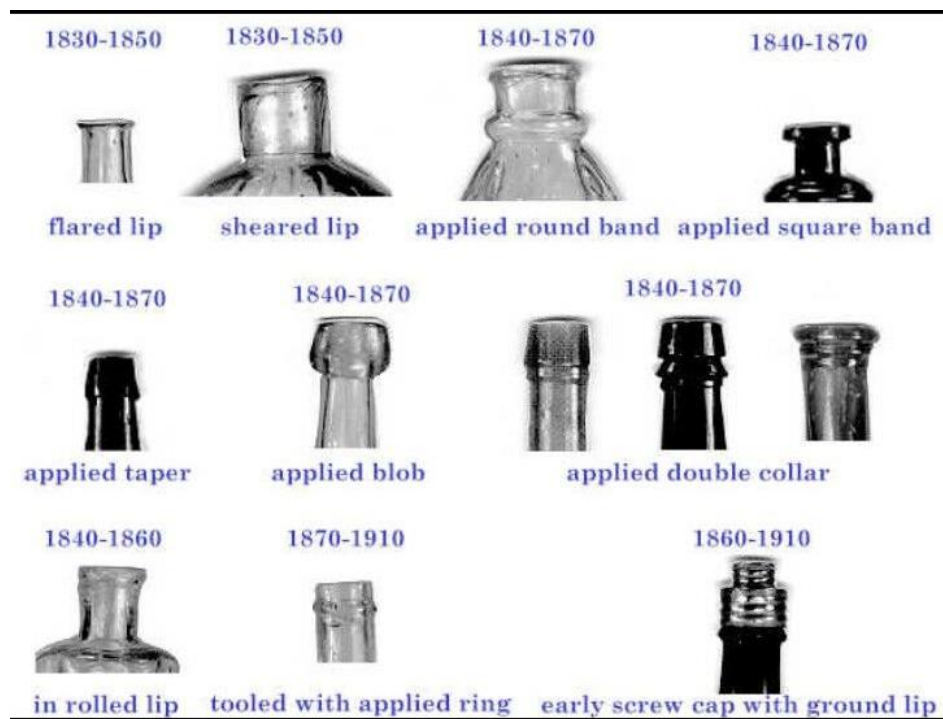 1830-1850 1830-1850 1840-1870 1840-1870
flared lip sheared lip applied round band applied square band
1840-1870 1840-1870 1840-1870
applied taper applied blob applied double collar
1840-1860 1870-1910 1860-1910
in rolled lip tooled with applied ring early screw cap with ground lip